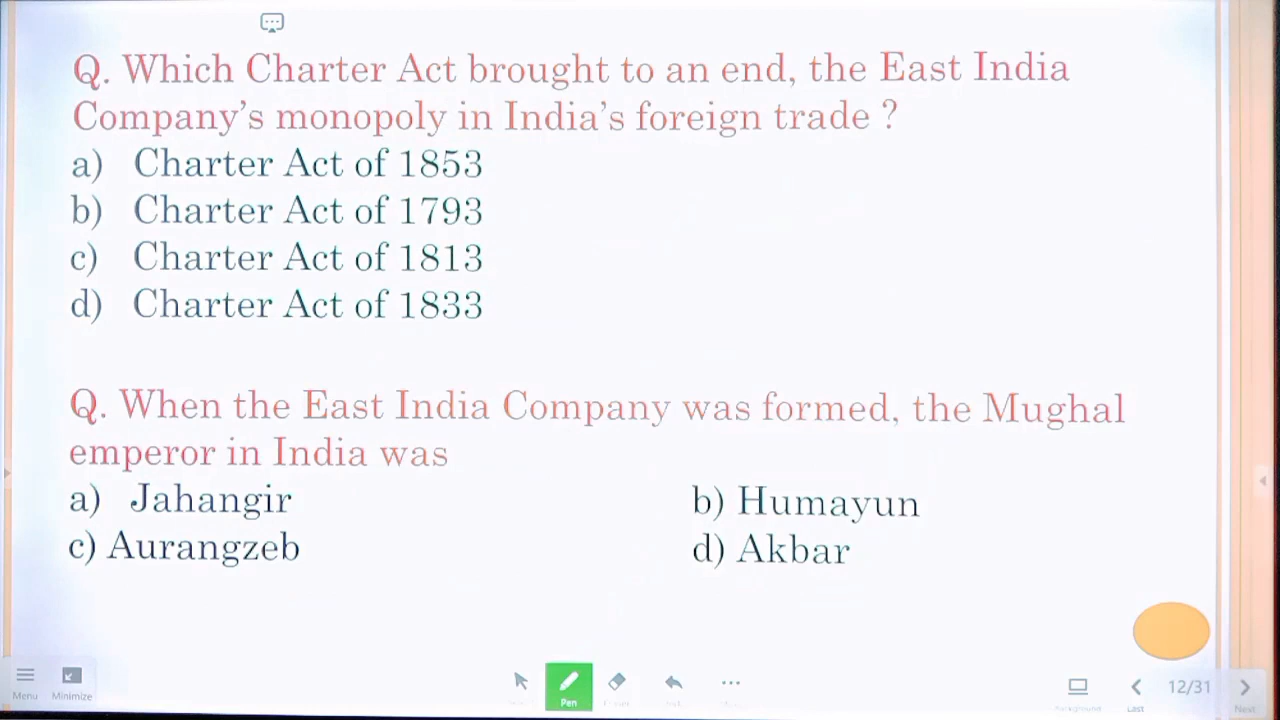 Q. Which Charter Act brought to an end, the East India
Company’s monopoly in India’s foreign trade ?
a) Charter Act of 1853
b) Charter Act of 1793
c) Charter Act of 1813
d) Charter Act of 1833
Q. When the East India Company was formed, the Mughal
emperor in India was
a) Jahangir b) Humayun
c) Aurangzeb d) Akbar
Menu Minimize Pen Last 12/31 Next